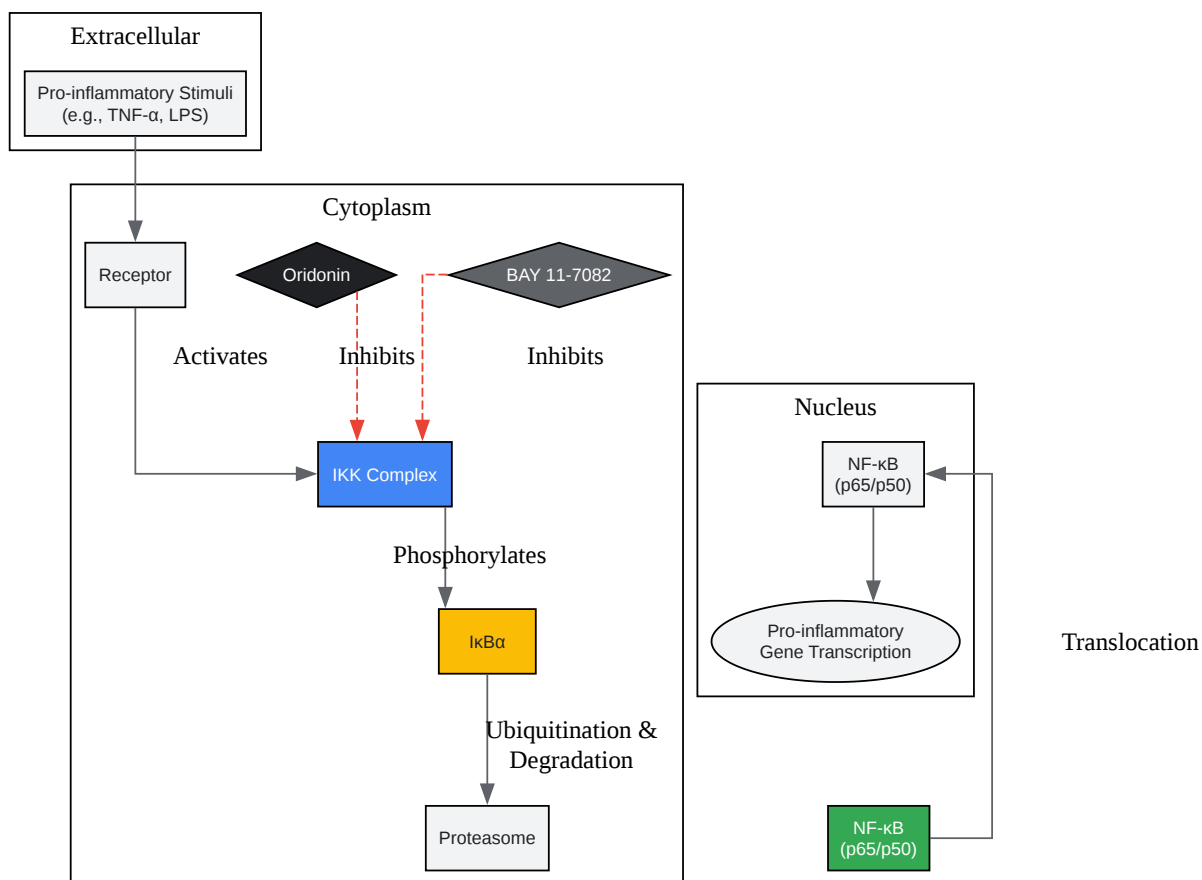 Extracellular
Pro-inflammatory Stimuli
(e.g., TNF-α, LPS)
Cytoplasm
Receptor
Oridonin
BAY 11-7082
Activates
Inhibits
Inhibits
IKK Complex
Phosphorylates
IκBα
Ubiquitination &
Degradation
Proteasome
Nucleus
NF-κB
(p65/p50)
Pro-inflammatory
Gene Transcription
Translocation
NF-κB
(p65/p50)